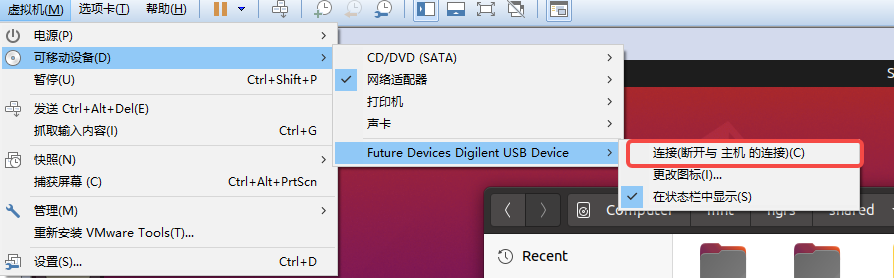 虚拟机(M) 选项卡(T) 帮助(H)
电源(P)
可移动设备(D)
暂停(U) Ctrl+Shift+P
发送 Ctrl+Alt+Del(E)
抓取输入内容(I) Ctrl+G
快照(N)
捕获屏幕 (C) Ctrl+Alt+PrtScn
管理(M)
重新安装 VMware Tools(T)...
设置(S)... Ctrl+D
CD/DVD (SATA)
网络适配器
打印机
声卡
Future Devices Digilent USB Device
连接(断开与 主机 的连接)(C)
更改图标(I)...
在状态栏中显示(S)
S
Computer mnt hgfs shared
Recent